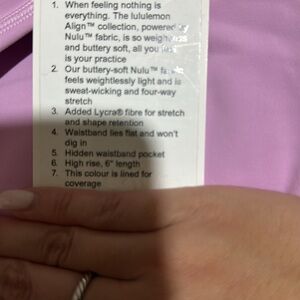 1. When feeling nothing is
everything. The lululemon
Align™ collection, powered by
Nulu™ fabric, is so weightless
and buttery soft, all you
is your practice
2. Our buttery-soft Nulu™ fabric
feels weightlessly light and is
sweat-wicking and four-way
stretch
3. Added Lycra® fibre for stretch
and shape retention
4. Waistband lies flat and won't
dig in
5. Hidden waistband pocket
6. High rise, 6" length
7. This colour is lined for
coverage